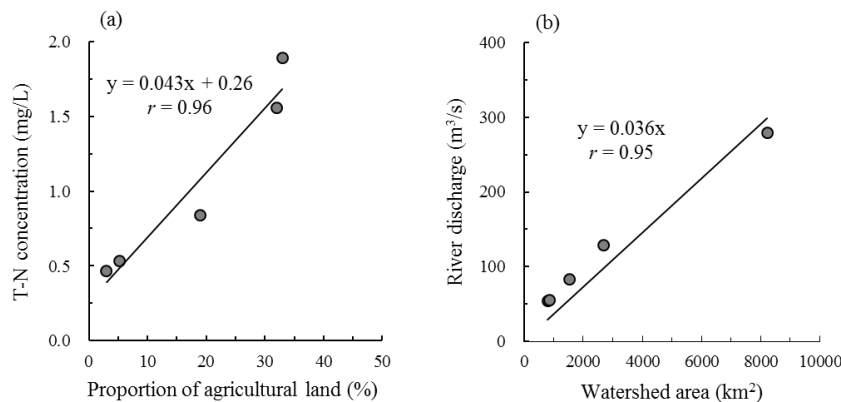 (a)
2.0
1.5
1.0
0.5
0.0
T-N concentration (mg/L)
y = 0.043x + 0.26
r = 0.96
0 10 20 30 40 50
Proportion of agricultural land (%)
(b)
400
300
200
100
0
River discharge (m³/s)
y = 0.036x
r = 0.95
0 2000 4000 6000 8000 10000
Watershed area (km²)